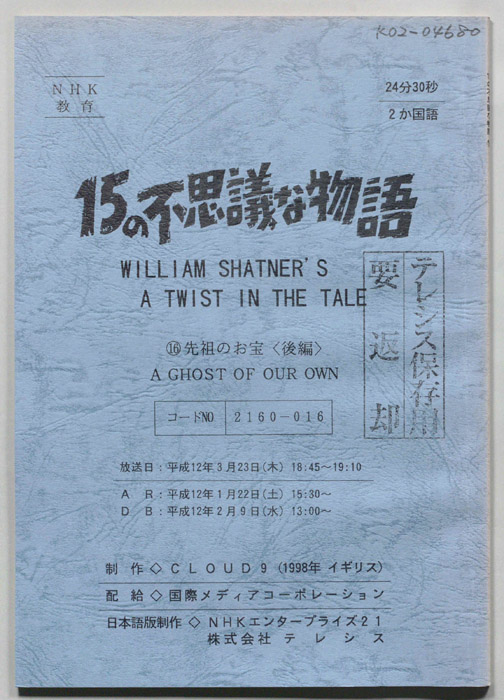 K02-04680
NHK
教育
24分30秒
2か国語
15の不思議な物語
WILLIAM SHATNER'S
A TWIST IN THE TALE
テレシス保存用
要返却
⑯先祖のお宝〈後編〉
A GHOST OF OUR OWN
コードNO 2160-016
放送日：平成12年3月23日(木) 18:45～19:10
AR：平成12年1月22日(土) 15:30～
DB：平成12年2月9日(水) 13:00～
制作◇CLOUD9（1998年 イギリス）
配給◇国際メディアコーポレーション
日本語版制作◇NHKエンタープライズ21
株式会社テレシス